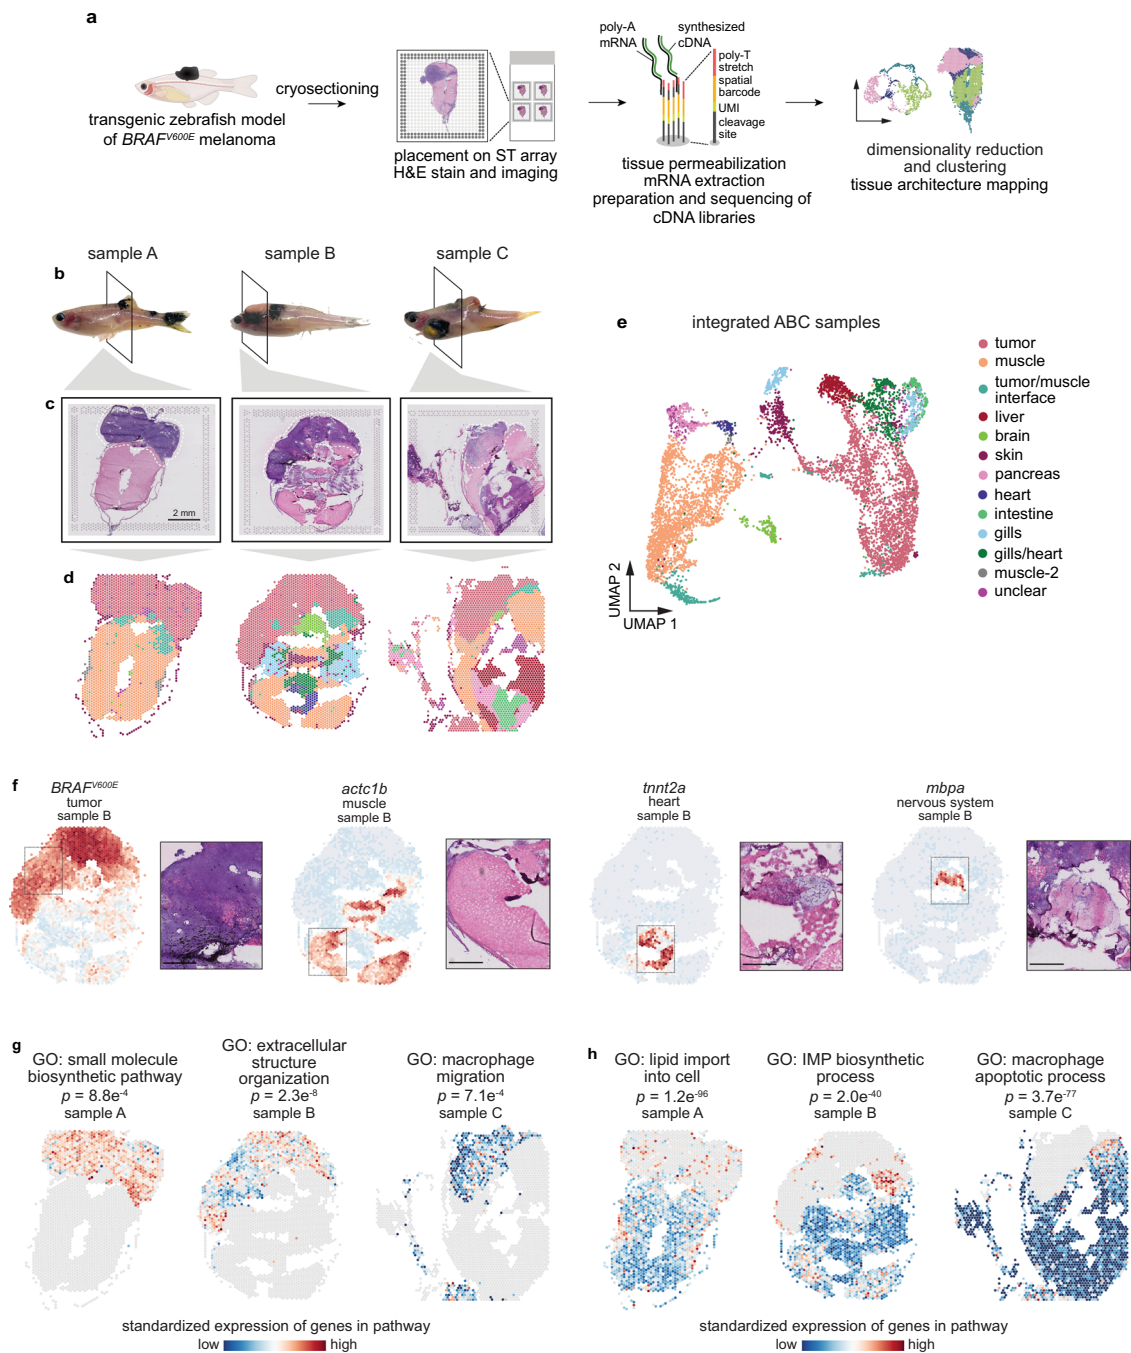 a
transgenic zebrafish model
of BRAFV600E melanoma
cryosectioning
placement on ST array
H&E stain and imaging
poly-A
mRNA
synthesized
cDNA
poly-T
stretch
spatial
barcode
UMI
cleavage
site
tissue permeabilization
mRNA extraction
preparation and sequencing of
cDNA libraries
dimensionality reduction
and clustering
tissue architecture mapping
b
sample A
sample B
sample C
c
2 mm
d
e
integrated ABC samples
UMAP 2
UMAP 1
tumor
muscle
tumor/muscle
interface
liver
brain
skin
pancreas
heart
intestine
gills
gills/heart
muscle-2
unclear
f
BRAFV600E
tumor
sample B
actc1b
muscle
sample B
tnnt2a
heart
sample B
mbpa
nervous system
sample B
g
GO: small molecule
biosynthetic pathway
p = 8.8e-4
sample A
GO: extracellular
structure
organization
p = 2.3e-8
sample B
GO: macrophage
migration
p = 7.1e-4
sample C
standardized expression of genes in pathway
low
high
h
GO: lipid import
into cell
p = 1.2e-96
sample A
GO: IMP biosynthetic
process
p = 2.0e-40
sample B
GO: macrophage
apoptotic process
p = 3.7e-77
sample C
standardized expression of genes in pathway
low
high